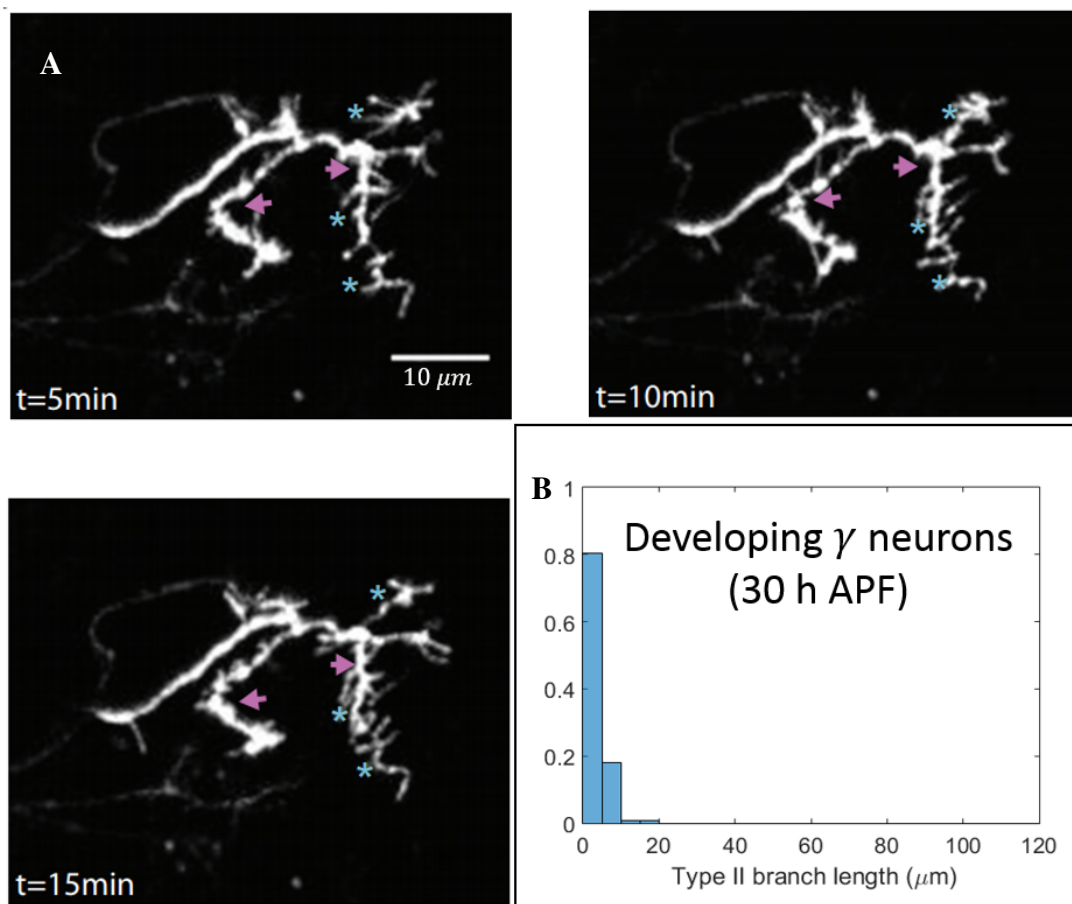 A
10 μm
t=5min
t=10min
t=15min
B
Developing γ neurons
(30 h APF)
1
0.8
0.6
0.4
0.2
0
0 20 40 60 80 100 120
Type II branch length (μm)